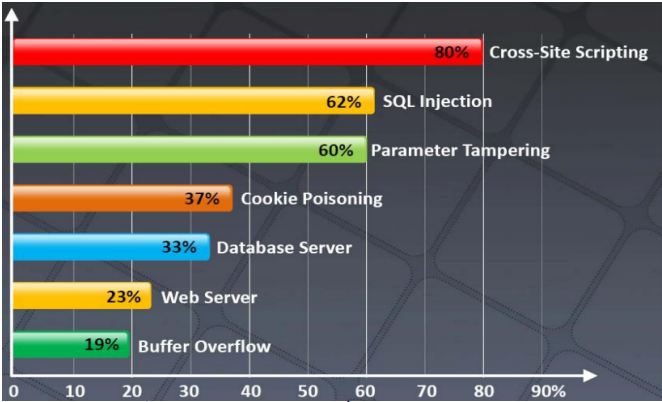 80% Cross-Site Scripting
62% SQL Injection
60% Parameter Tampering
37% Cookie Poisoning
33% Database Server
23% Web Server
19% Buffer Overflow
0 10 20 30 40 50 60 70 80 90%